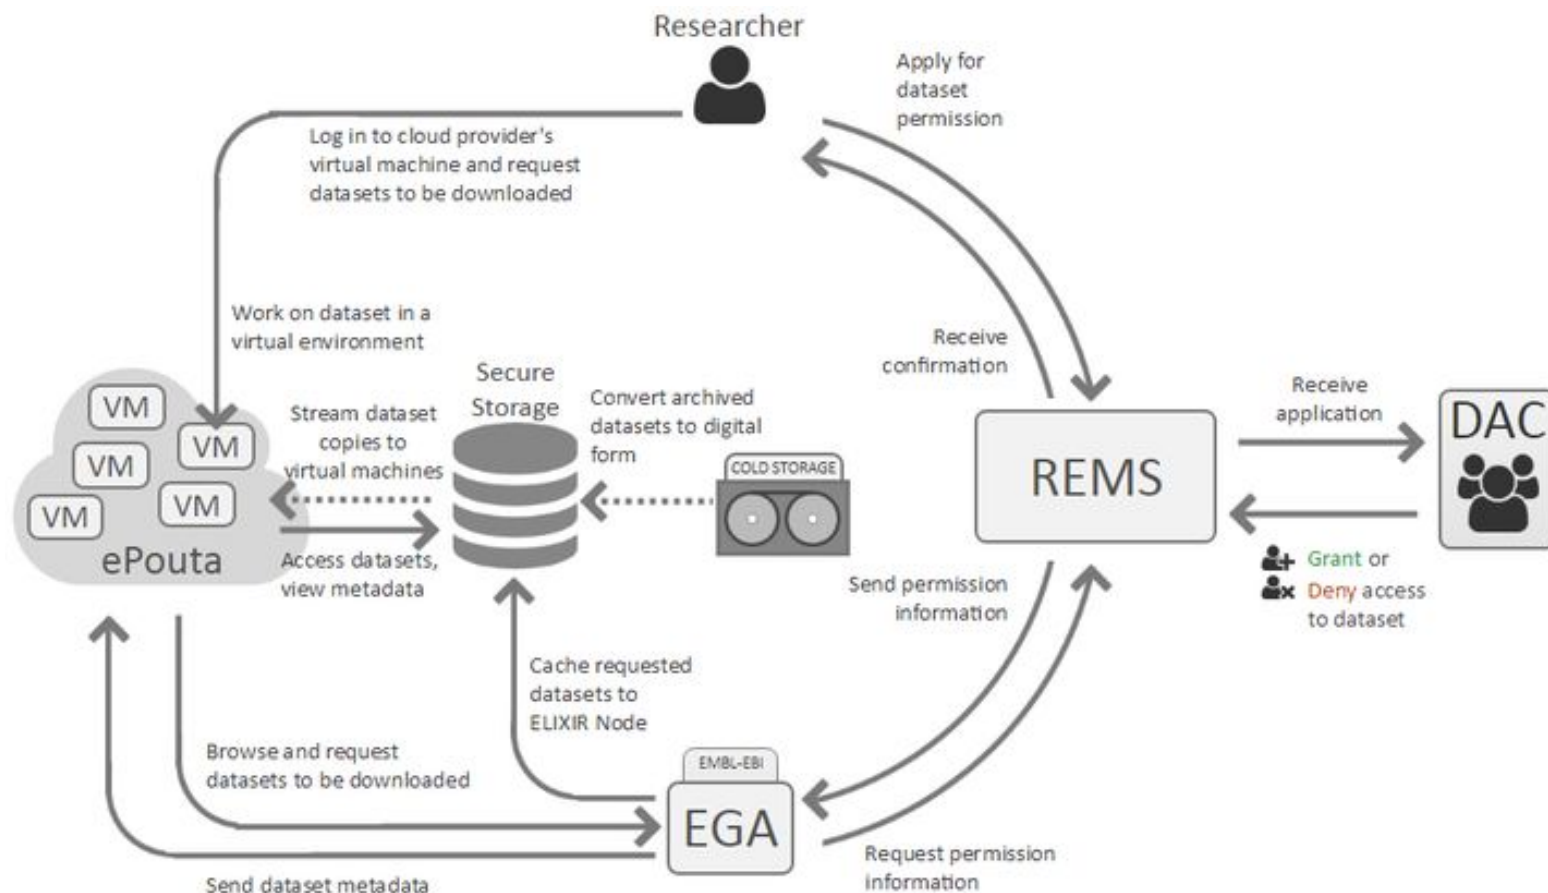 Researcher
Apply for
dataset
permission
Log in to cloud provider's
virtual machine and request
datasets to be downloaded
Work on dataset in a
virtual environment
Receive
confirmation
Secure
Storage
Stream dataset
copies to
virtual machines
Convert archived
datasets to digital
form
COLD STORAGE
VM
VM
VM
VM
VM
ePouta
Access datasets,
view metadata
REMS
Receive
application
DAC
Grant or
Deny access
to dataset
Send permission
information
Cache requested
datasets to
ELIXIR Node
Browse and request
datasets to be downloaded
EMBL-EBI
EGA
Request permission
information
Send dataset metadata